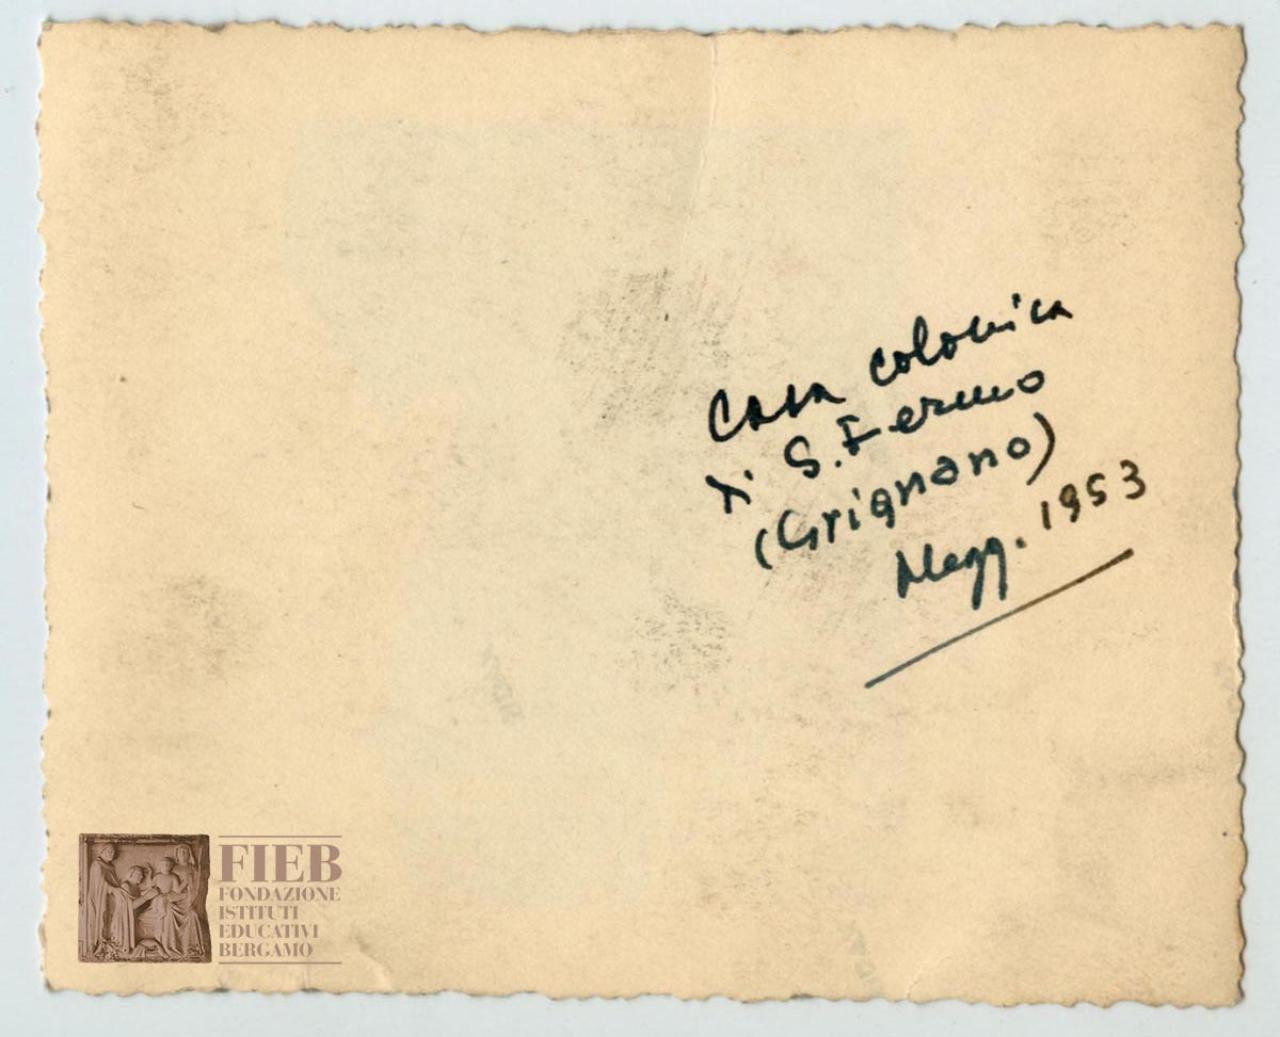 Casa colonica
di S. Fermo
(Grignano)
Magg. 1953
FIEB
FONDAZIONE
ISTITUTI
EDUCATIVI
BERGAMO